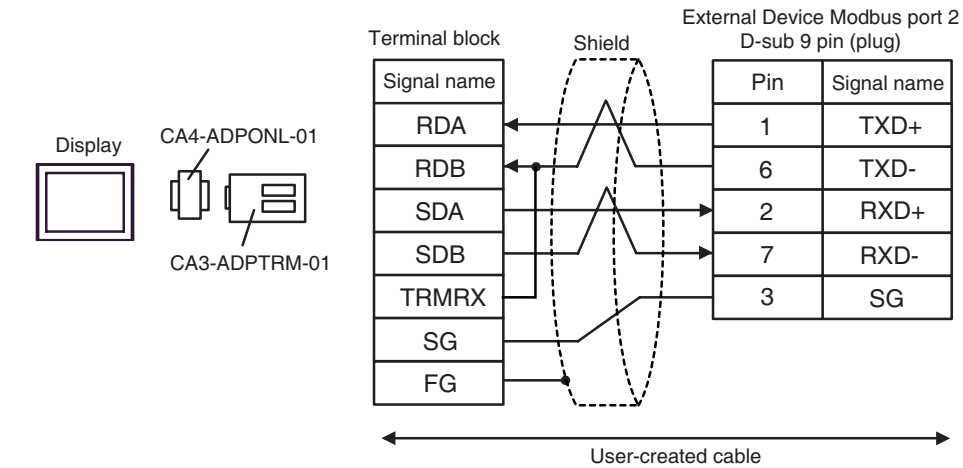 External Device Modbus port 2
D-sub 9 pin (plug)
Terminal block
Shield
Signal name
Pin Signal name
RDA 1 TXD+
RDB 6 TXD-
SDA 2 RXD+
SDB 7 RXD-
TRMRX 3 SG
SG
FG
Display
CA4-ADPONL-01
CA3-ADPTRM-01
User-created cable